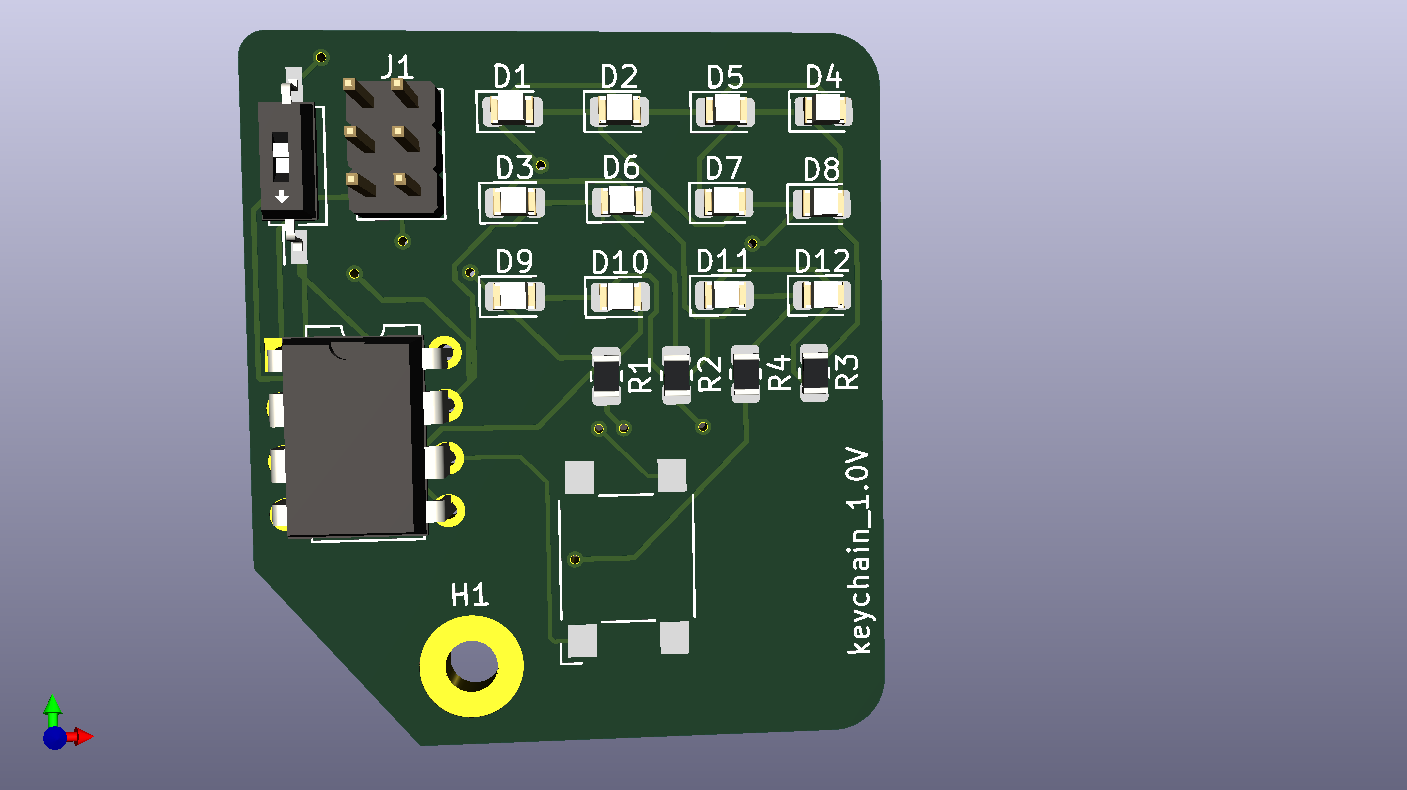 J1
D1 D2 D5 D4
D3 D6 D7 D8
D9 D10 D11 D12
R1 R2 R4 R3
keychain_1.0V
H1